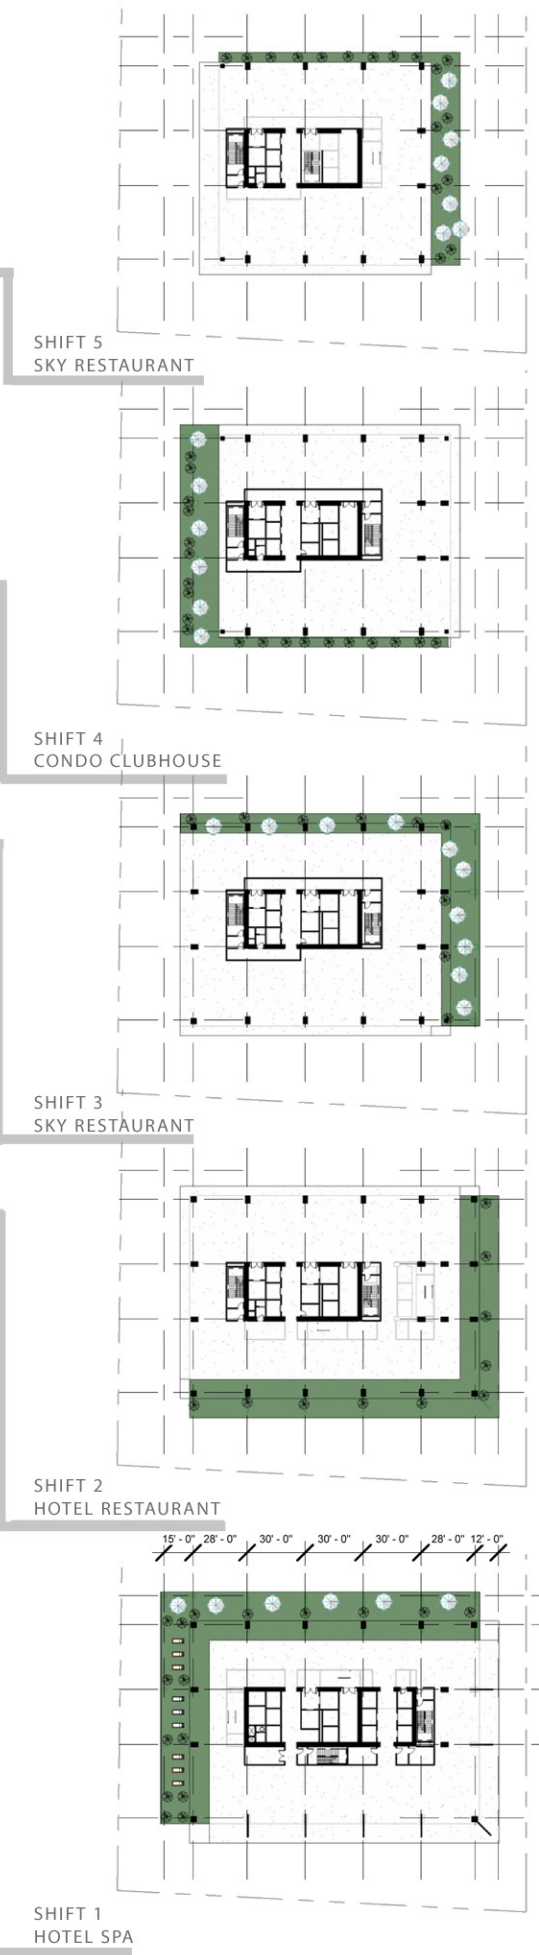 SHIFT 5
SKY RESTAURANT
SHIFT 4
CONDO CLUBHOUSE
SHIFT 3
SKY RESTAURANT
SHIFT 2
HOTEL RESTAURANT
15' - 0" 28' - 0" 30' - 0" 30' - 0" 30' - 0" 28' - 0" 12' - 0"
SHIFT 1
HOTEL SPA